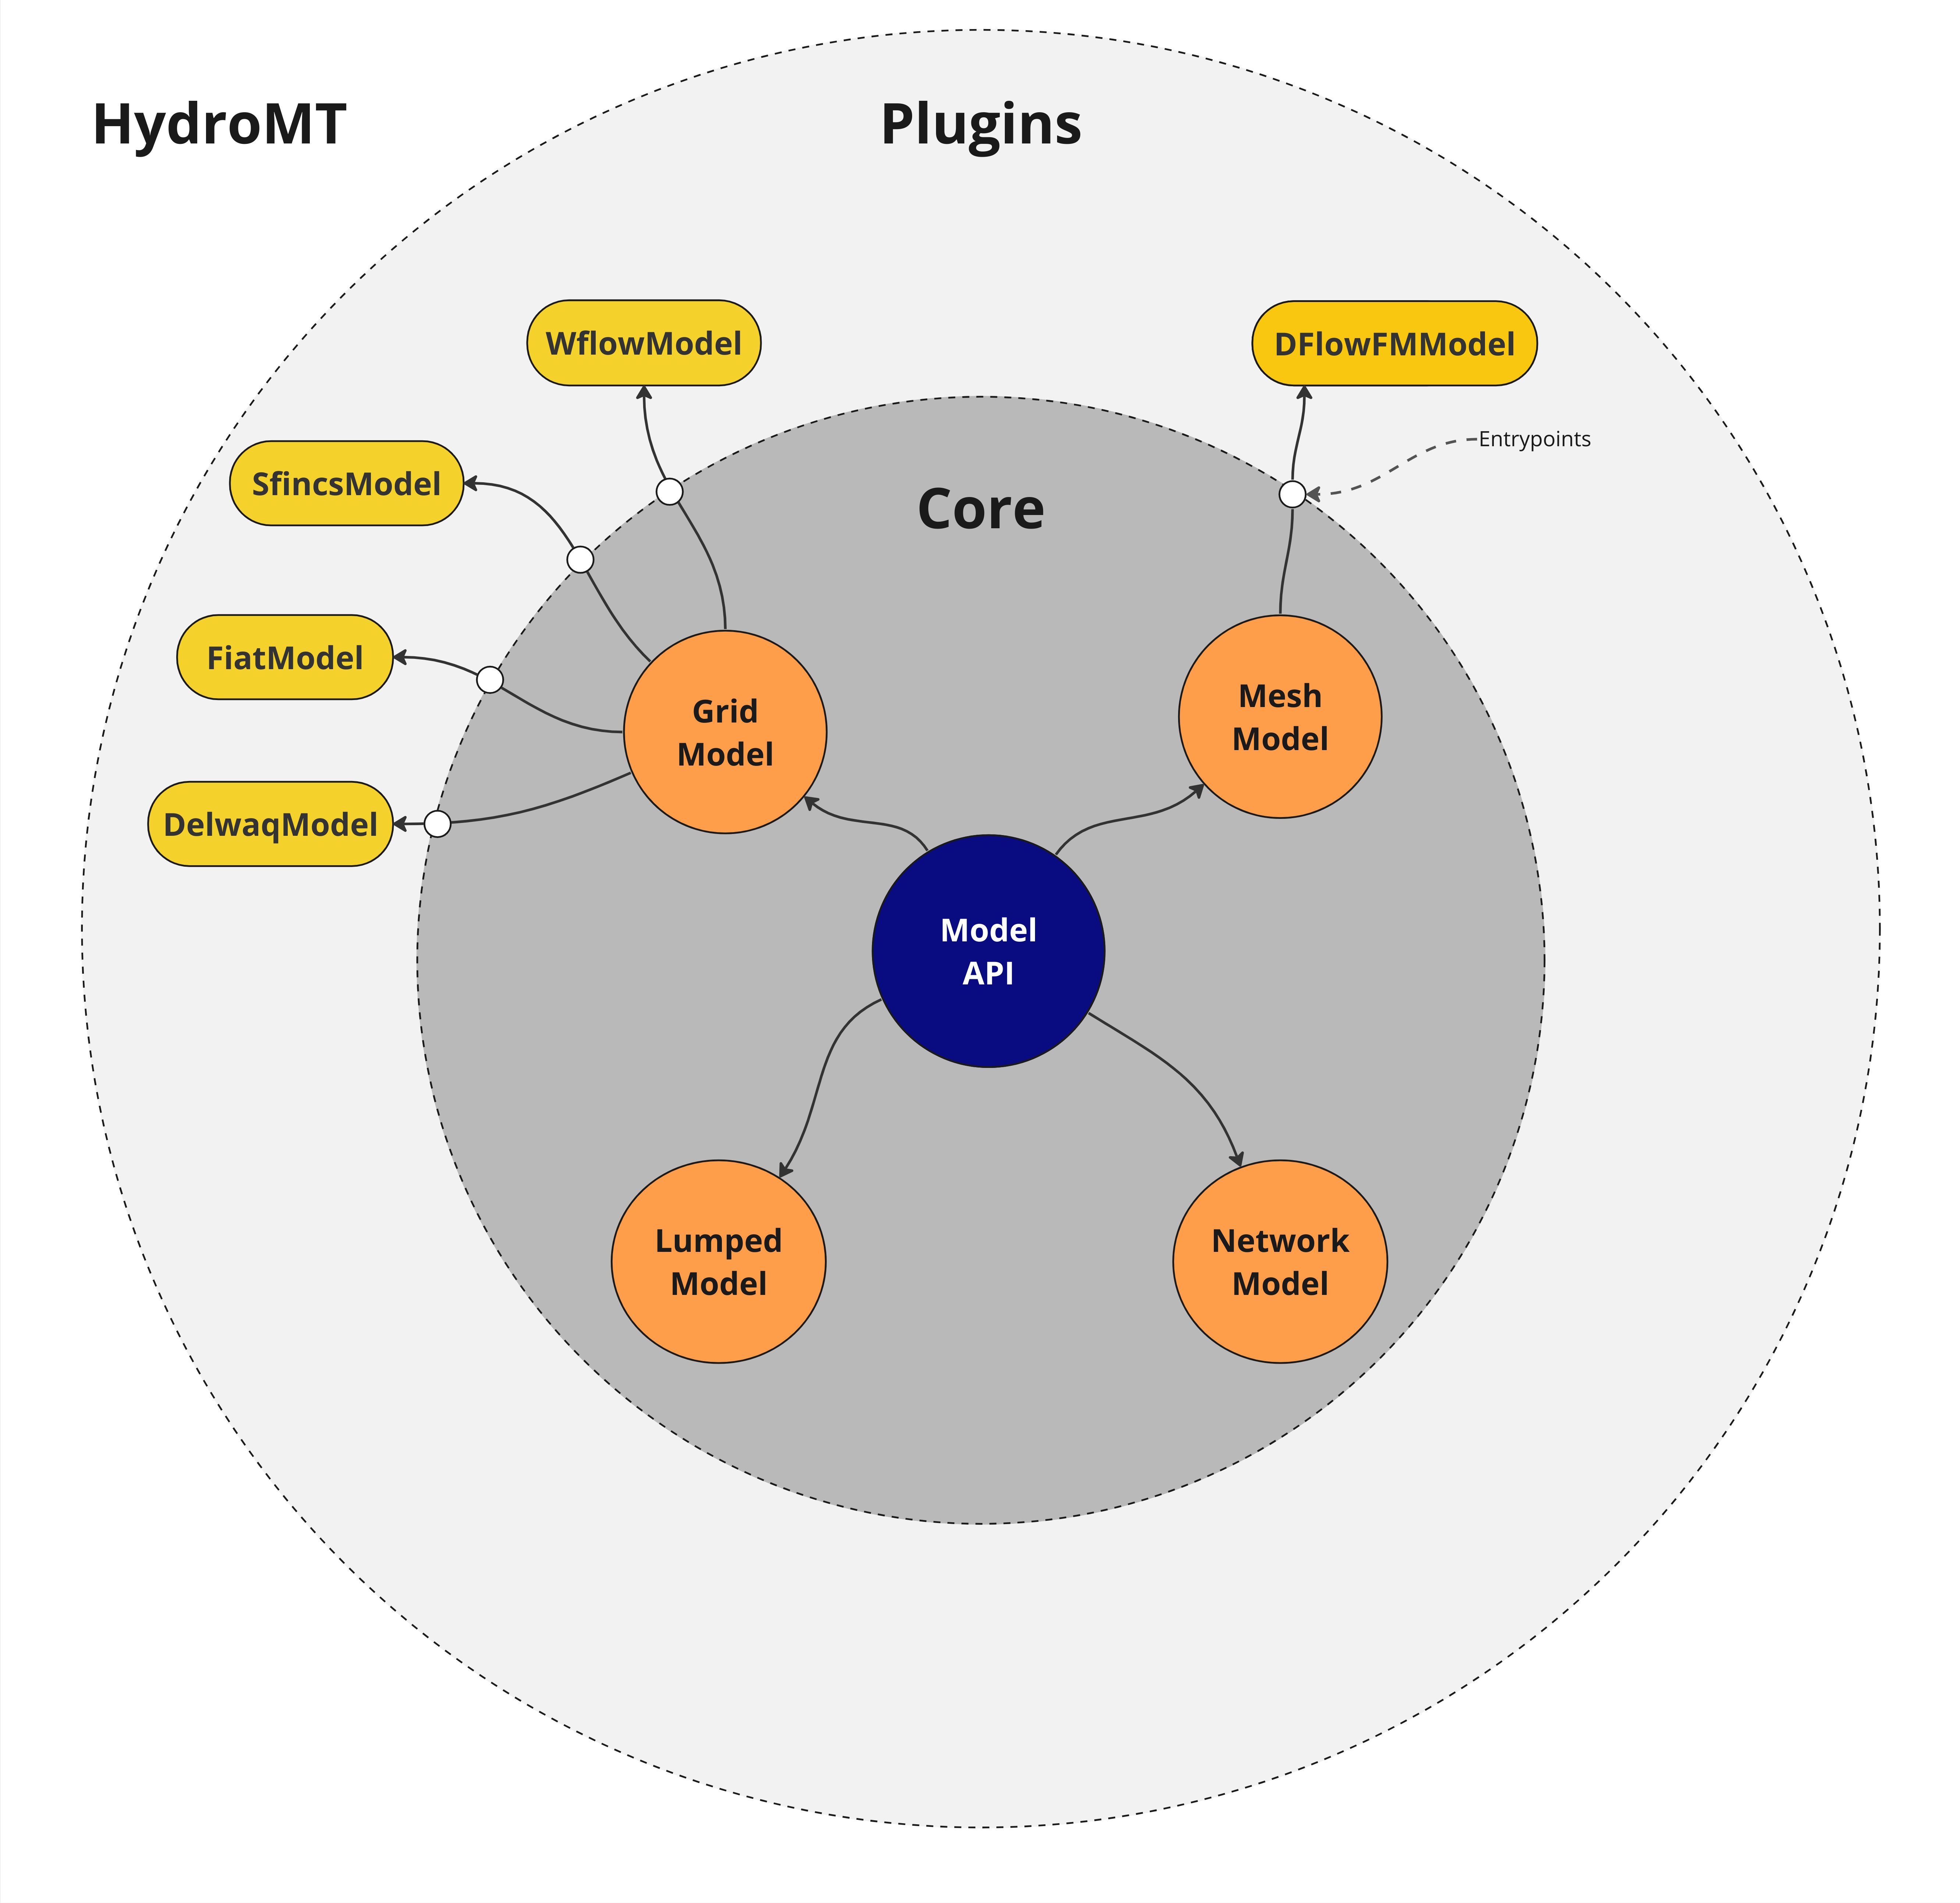 HydroMT
Plugins
WflowModel
DFlowFMModel
Entrypoints
SfincsModel
Core
FiatModel
Grid
Model
Mesh
Model
DelwaqModel
Model
API
Lumped
Model
Network
Model